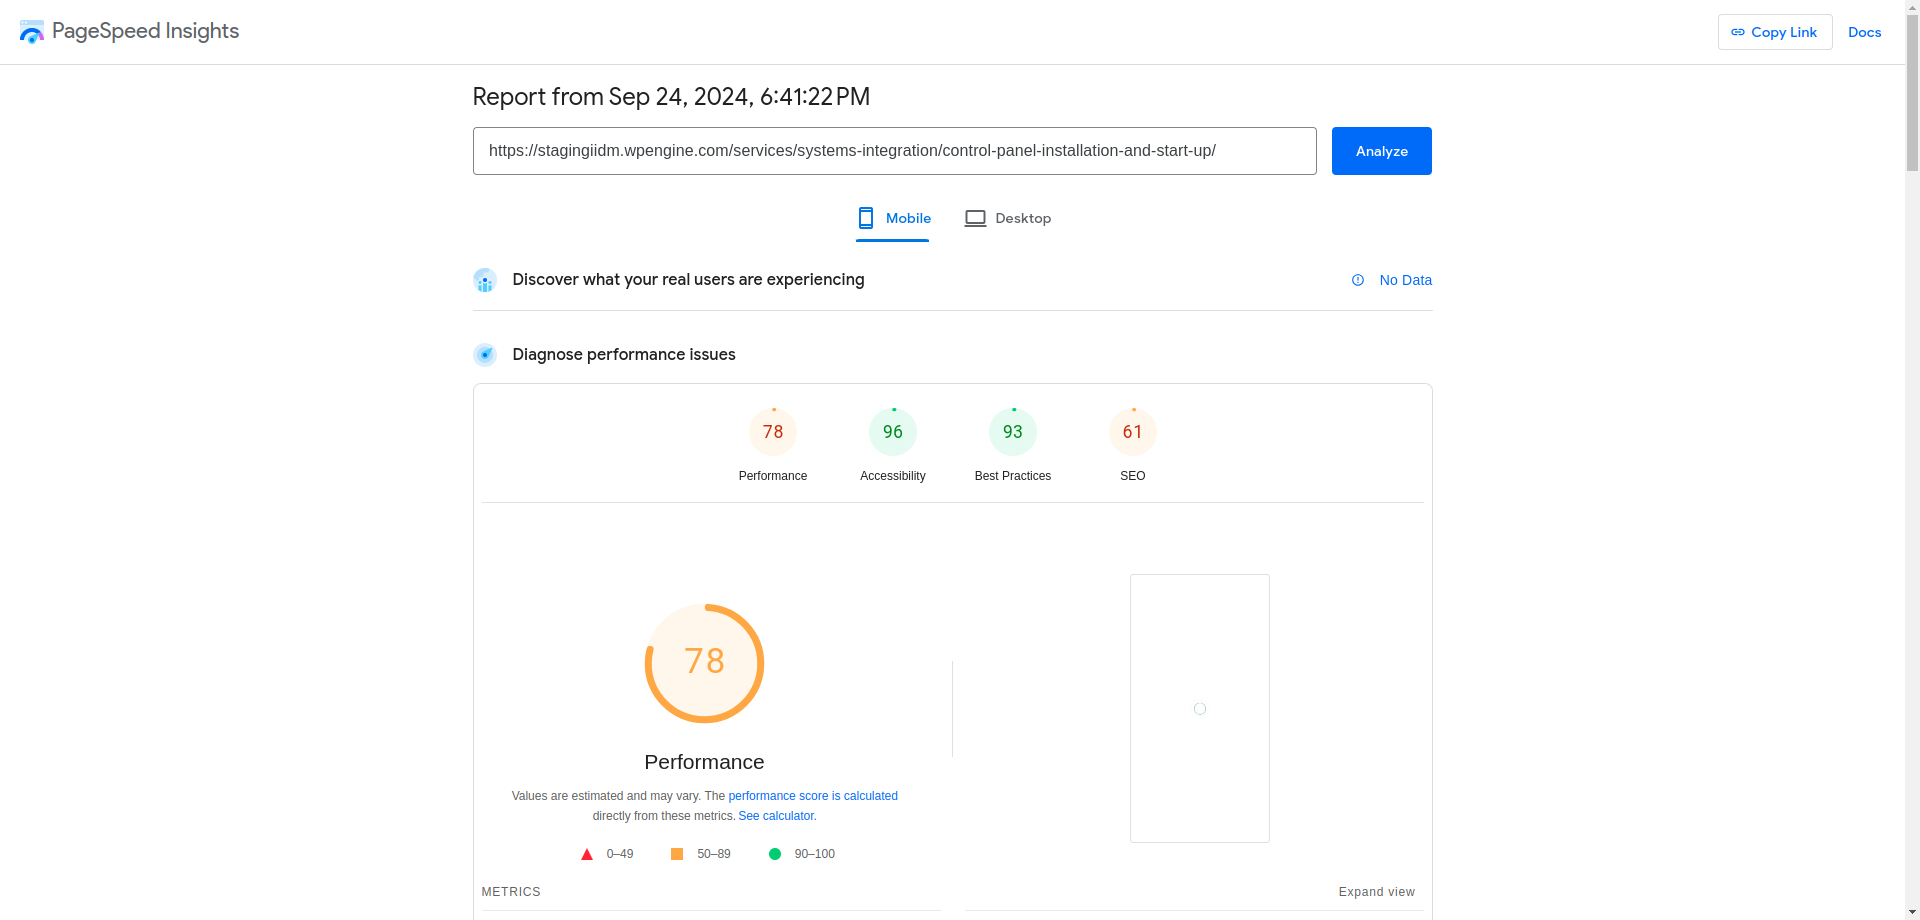 PageSpeed Insights
Copy Link
Docs
Report from Sep 24, 2024, 6:41:22 PM
https://stagingiidm.wpengine.com/services/systems-integration/control-panel-installation-and-start-up/
Analyze
Mobile
Desktop
Discover what your real users are experiencing
No Data
Diagnose performance issues
78
96
93
61
Performance
Accessibility
Best Practices
SEO
78
Performance
Values are estimated and may vary. The performance score is calculated
directly from these metrics. See calculator.
0–49
50–89
90–100
METRICS
Expand view